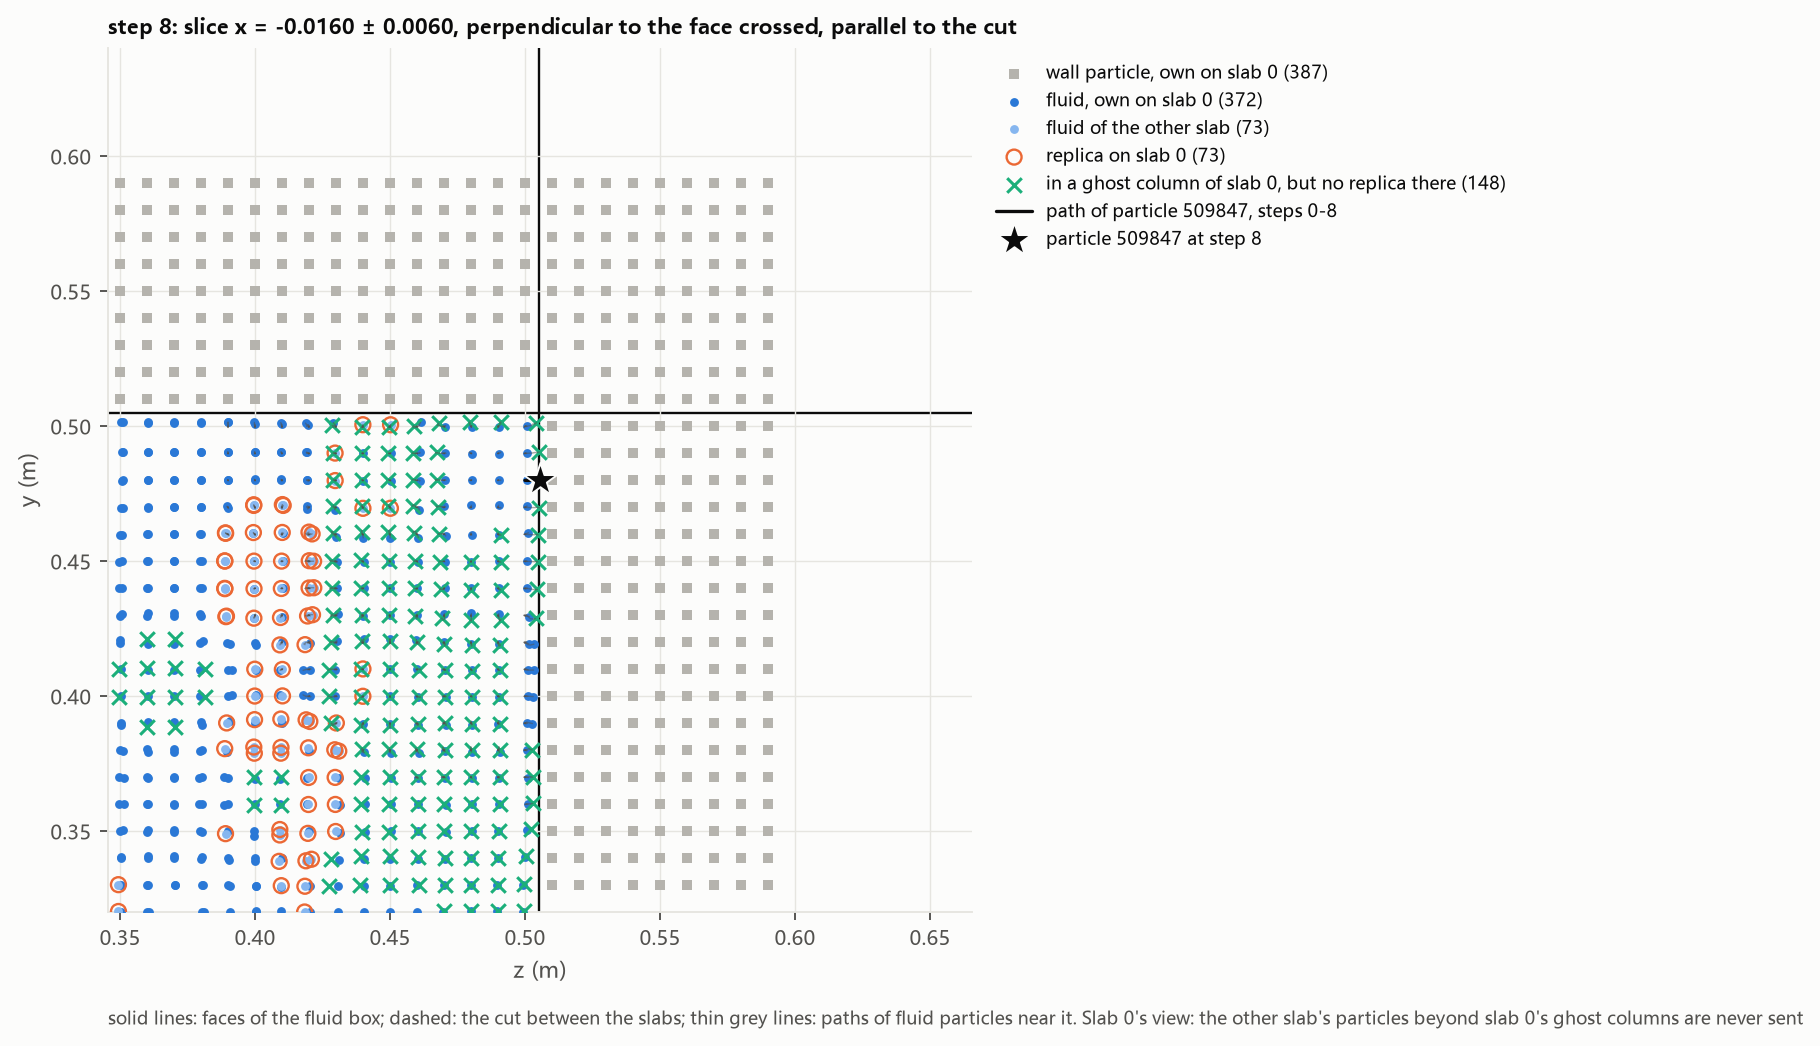 step 8: slice x = -0.0160 ± 0.0060, perpendicular to the face crossed, parallel to the cut
wall particle, own on slab 0 (387)
fluid, own on slab 0 (372)
fluid of the other slab (73)
replica on slab 0 (73)
in a ghost column of slab 0, but no replica there (148)
path of particle 509847, steps 0-8
particle 509847 at step 8
0.60
0.55
0.50
0.45
0.40
0.35
y (m)
0.35 0.40 0.45 0.50 0.55 0.60 0.65
z (m)
solid lines: faces of the fluid box; dashed: the cut between the slabs; thin grey lines: paths of fluid particles near it. Slab 0's view: the other slab's particles beyond slab 0's ghost columns are never sent